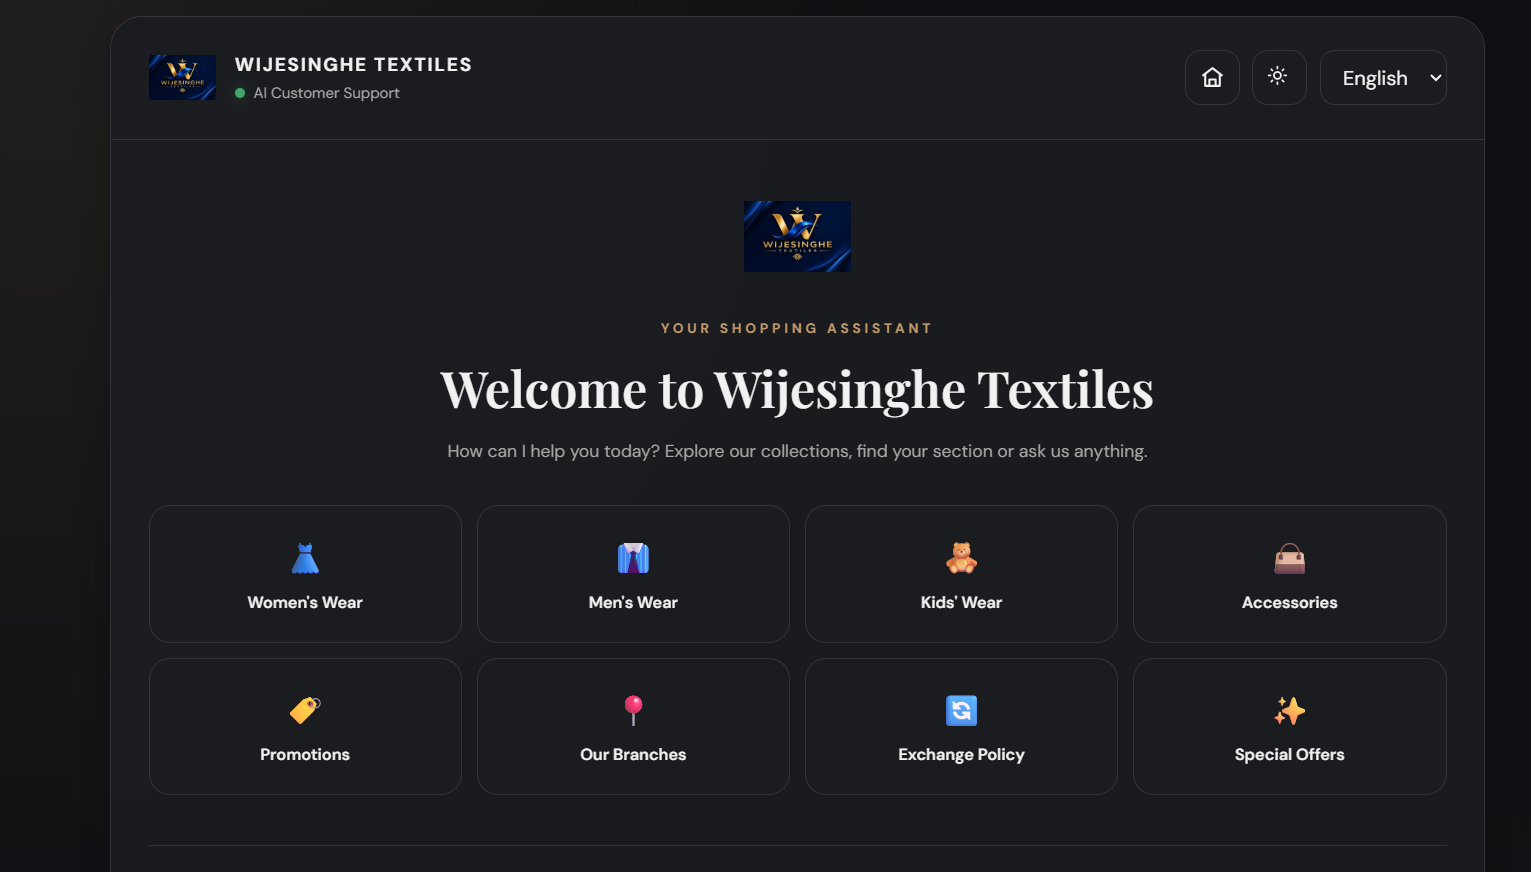 WIJESINGHE
WIJESINGHE TEXTILES
AI Customer Support
English
WIJESINGHE
TEXTILES
YOUR SHOPPING ASSISTANT
Welcome to Wijesinghe Textiles
How can I help you today? Explore our collections, find your section or ask us anything.
Women's Wear
Men's Wear
Kids' Wear
Accessories
Promotions
Our Branches
Exchange Policy
Special Offers